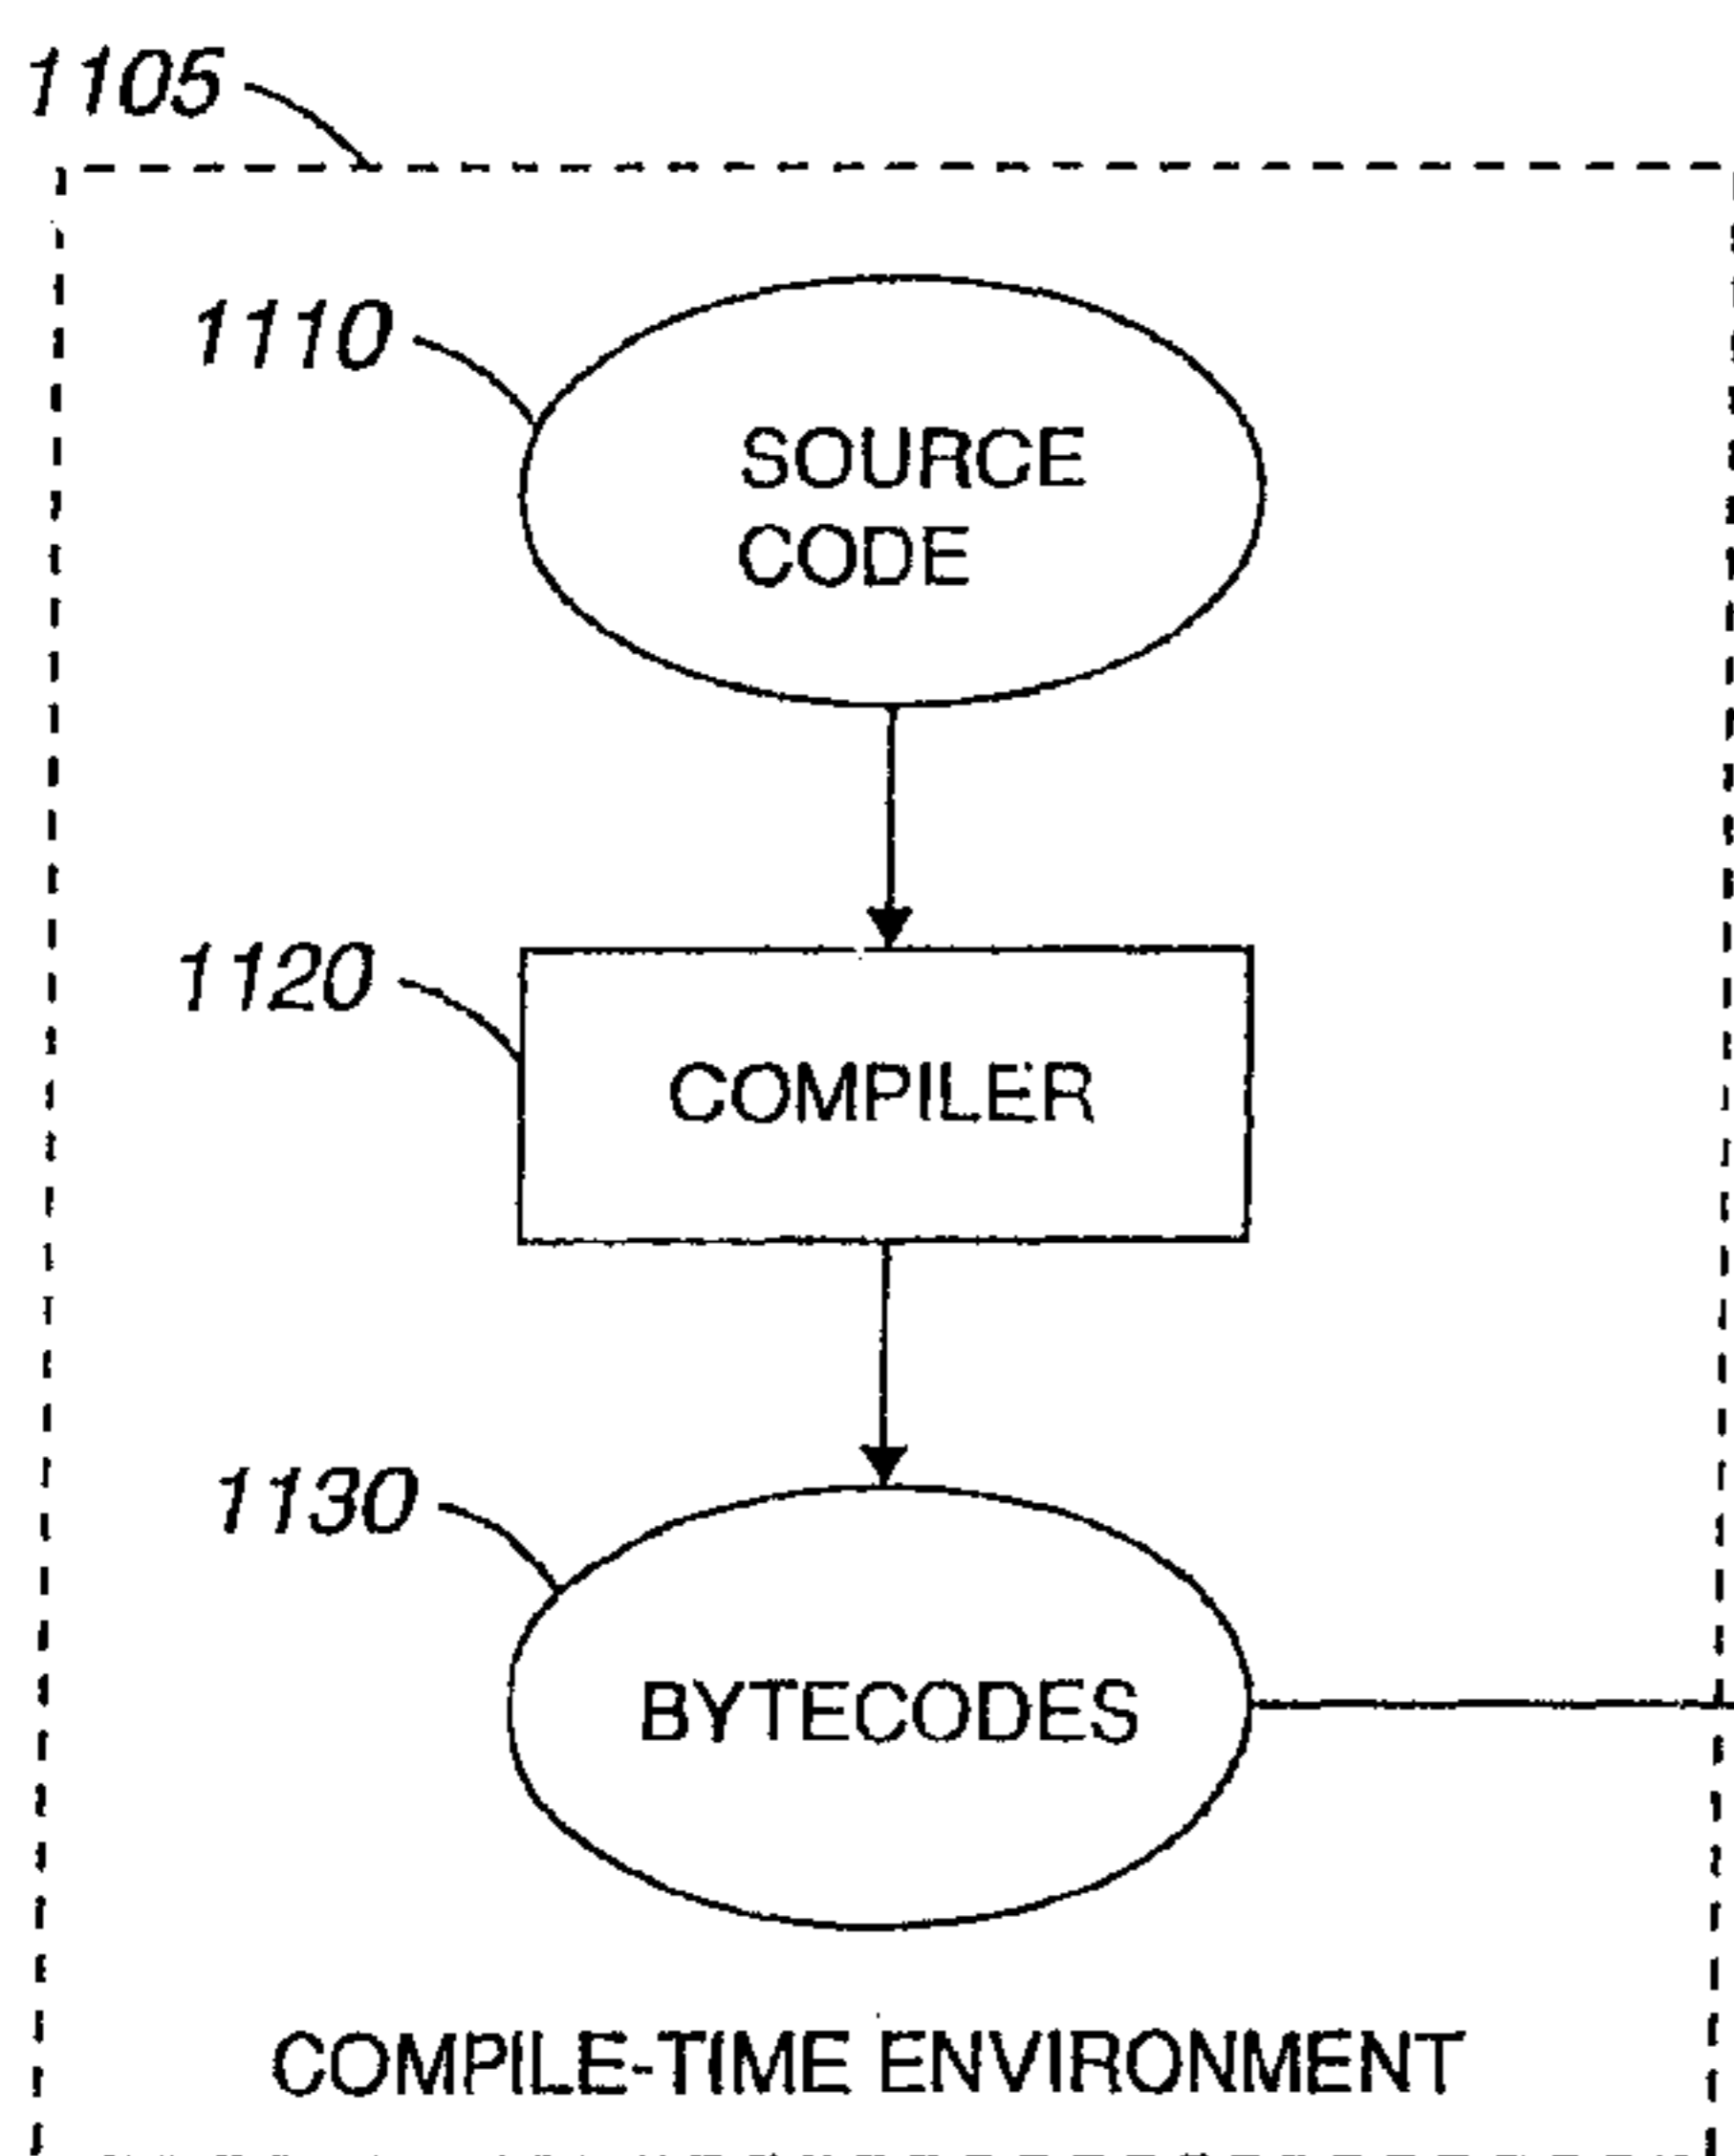 1105
1110
SOURCE
CODE
1120
COMPILER
1130
BYTECODES
COMPILE-TIME ENVIRONMENT